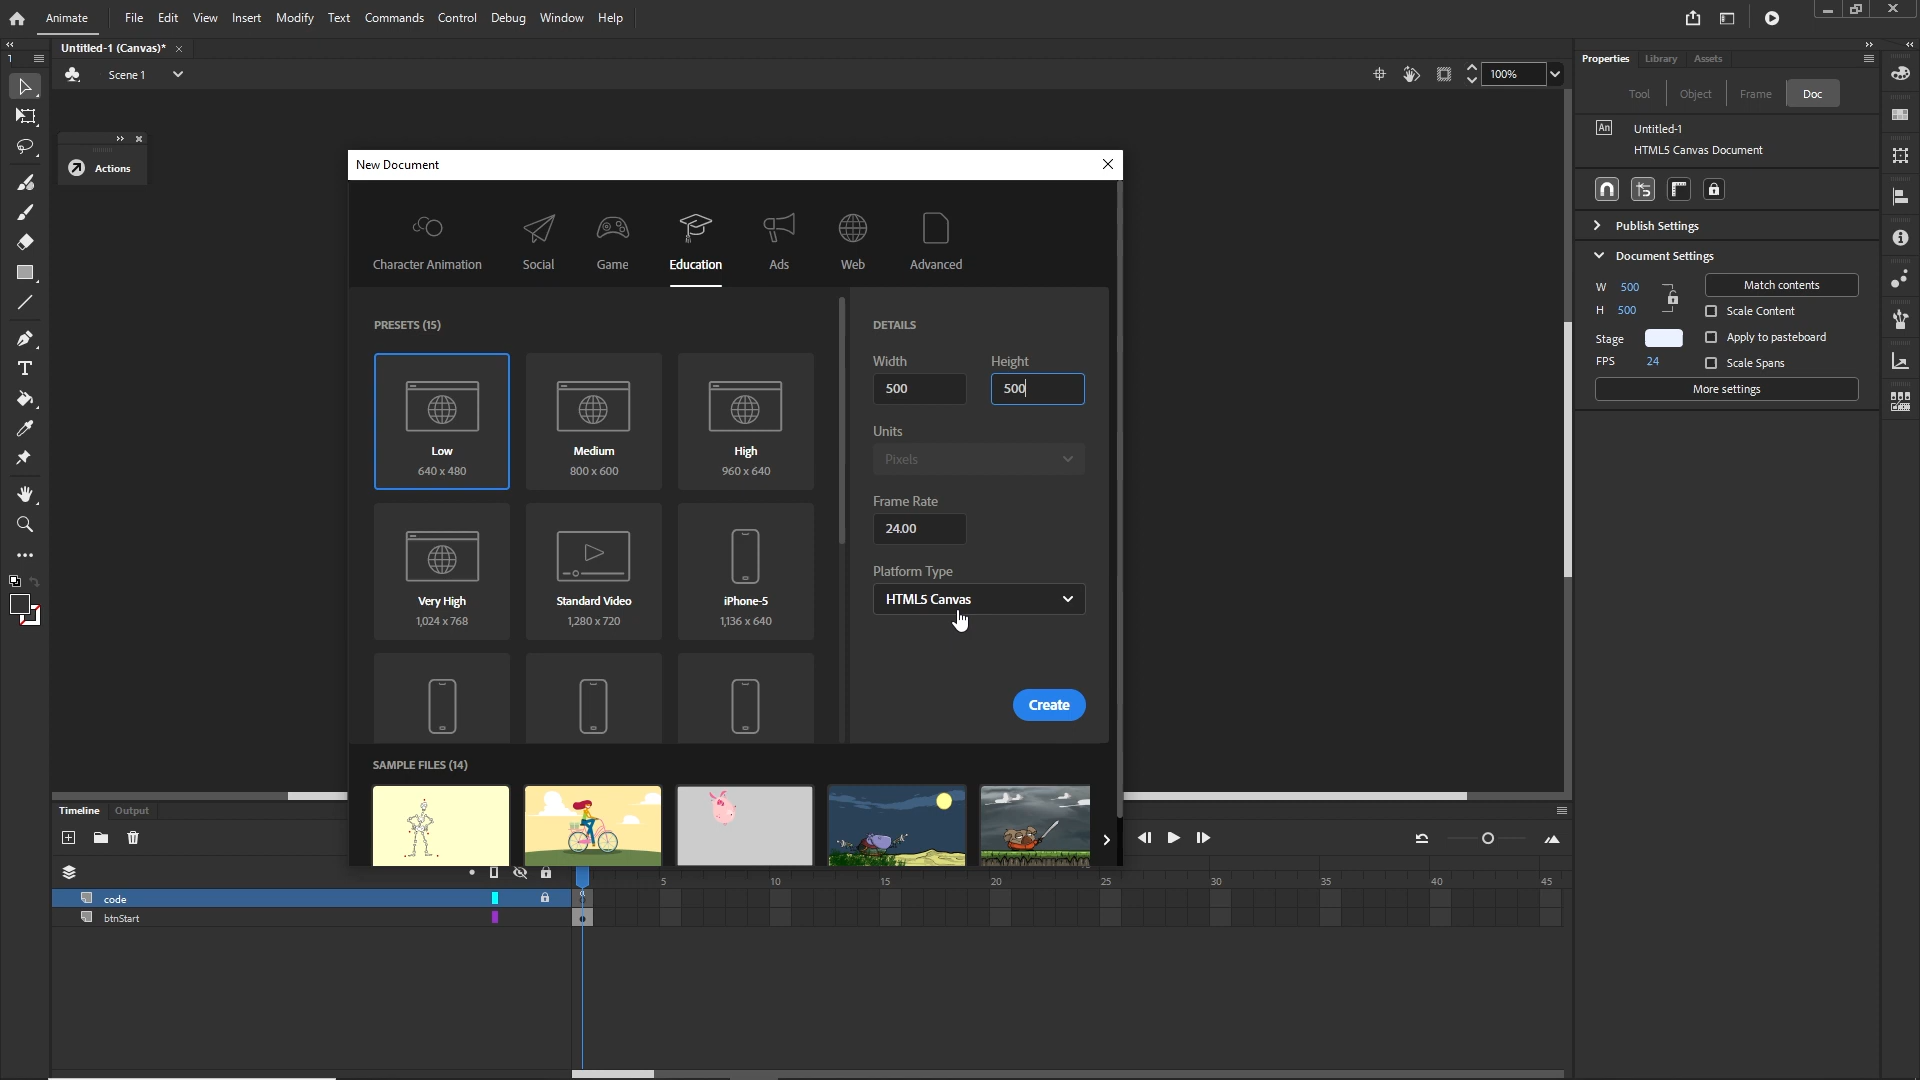 Animate File Edit View Insert Modify Text Commands Control Debug Window Help
Untitled-1 (Canvas)*
Scene 1
100%
Actions
New Document
Character Animation Social Game Education Ads Web Advanced
PRESETS (15)
Low
640 x 480
Medium
800 x 600
High
960 x 640
Very High
1,024 x 768
Standard Video
1,280 x 720
iPhone-5
1,136 x 640
DETAILS
Width Height
500 500
Units
Pixels
Frame Rate
24.00
Platform Type
HTML5 Canvas
Create
SAMPLE FILES (14)
Properties Library Assets
Tool Object Frame Doc
An Untitled-1
HTML5 Canvas Document
Publish Settings
Document Settings
W 500
H 500
Match contents
Scale Content
Stage
Apply to pasteboard
FPS 24
Scale Spans
More settings
Timeline Output
5 10 15 20 25 30 35 40 45
code
btnStart